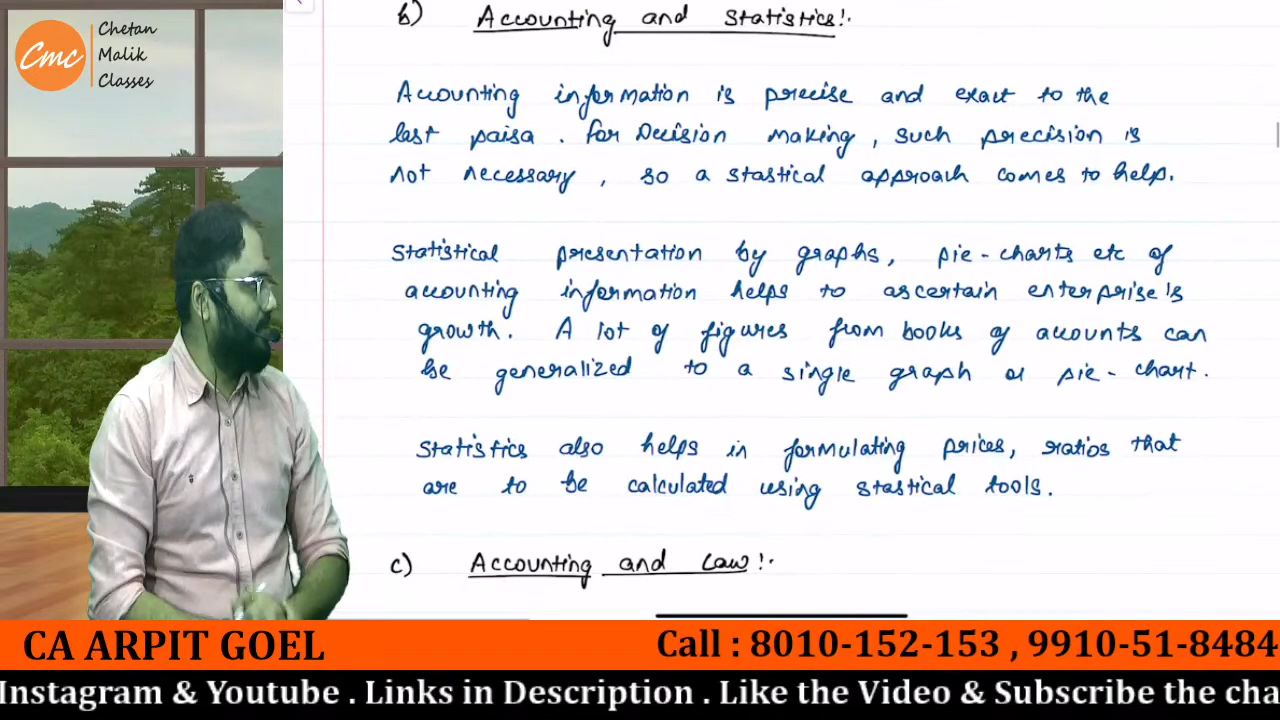 Cmc
Chetan
Malik
Classes
b) Accounting and Statistics:-
Accounting information is precise and exact to the
last paisa. For Decision making, such precision is
not necessary, so a stastical approach comes to help.
Statistical presentation by graphs, pie-charts etc of
accounting information helps to ascertain enterprise's
growth. A lot of figures from books of accounts can
be generalized to a single graph or pie-chart.
Statistics also helps in formulating prices, ratios that
are to be calculated using stastical tools.
c) Accounting and Law:-
CA ARPIT GOEL
Call : 8010-152-153 , 9910-51-8484
Instagram & Youtube . Links in Description . Like the Video & Subscribe the cha